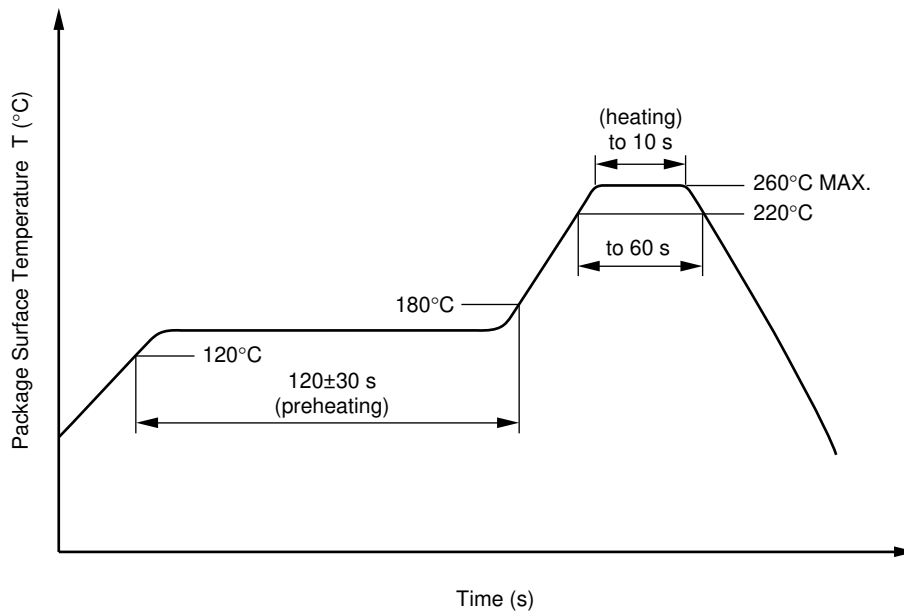 Package Surface Temperature T (°C)
(heating)
to 10 s
260°C MAX.
220°C
to 60 s
180°C
120°C
120±30 s
(preheating)
Time (s)